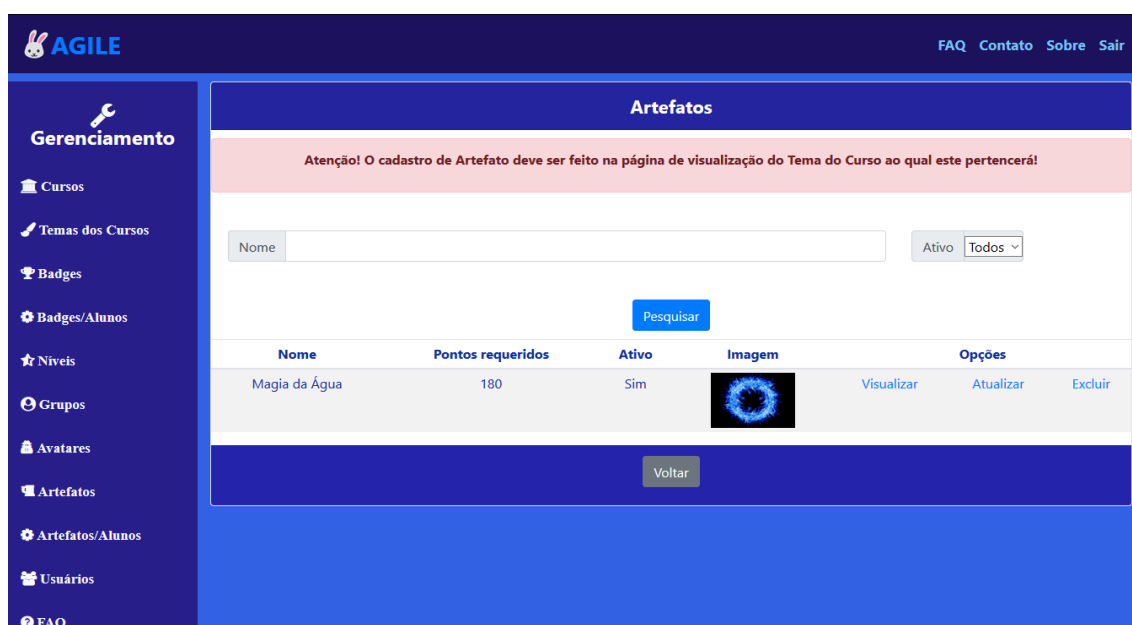 AGILE
FAQ Contato Sobre Sair
Gerenciamento
Cursos
Temas dos Cursos
Badges
Badges/Alunos
Níveis
Grupos
Avatares
Artefatos
Artefatos/Alunos
Usuários
FAQ
Artefatos
Atenção! O cadastro de Artefato deve ser feito na página de visualização do Tema do Curso ao qual este pertencerá!
Nome Ativo Todos
Pesquisar
Nome Pontos requeridos Ativo Imagem Opções
Magia da Água 180 Sim Visualizar Atualizar Excluir
Voltar